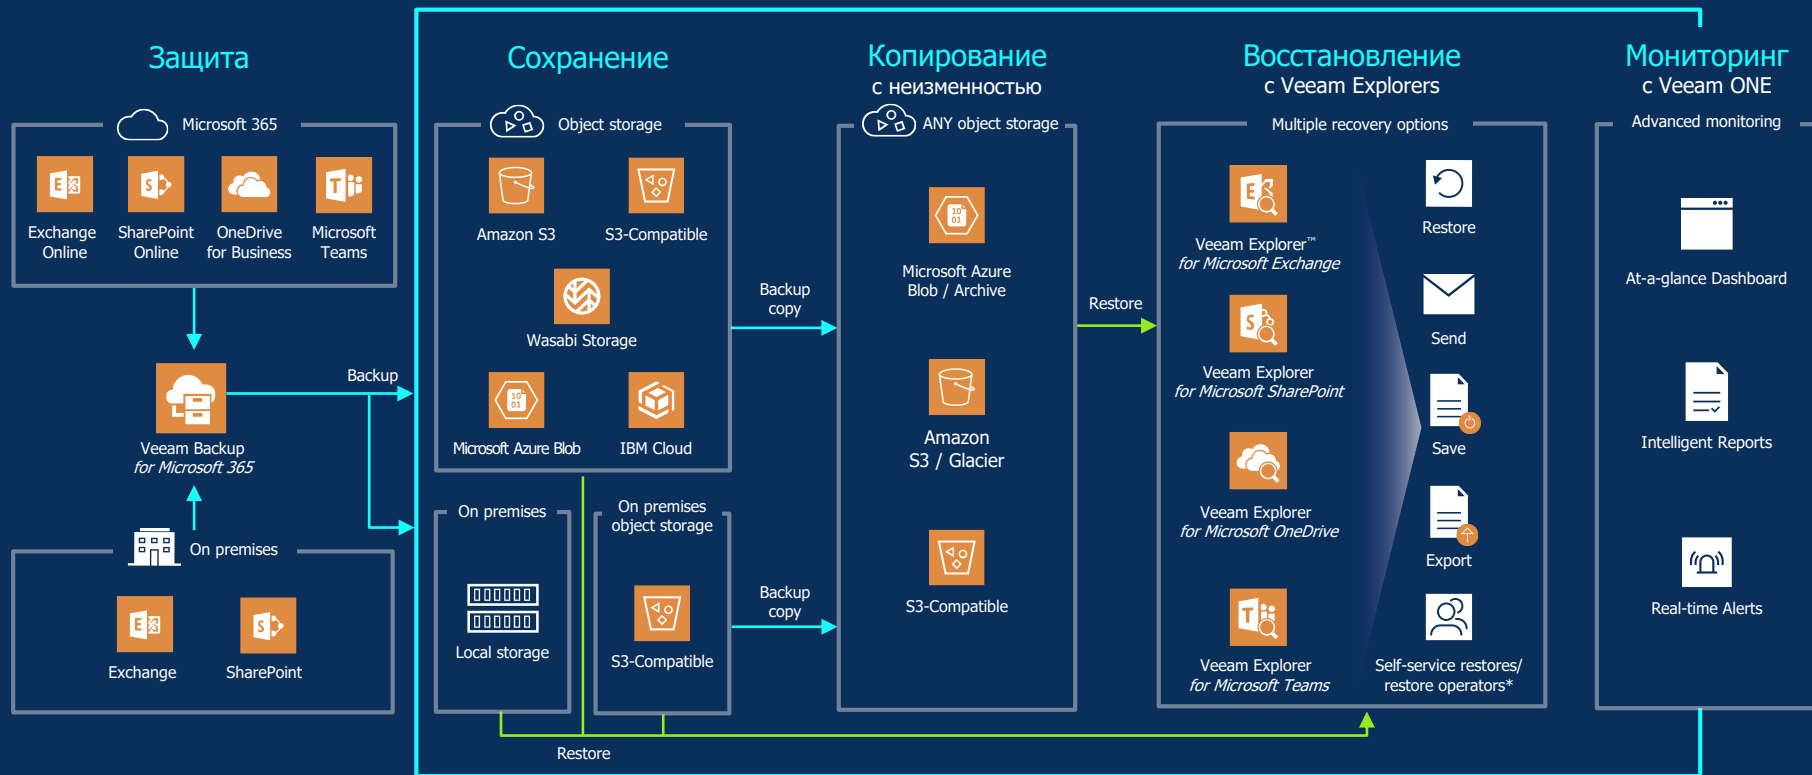 Защита
Microsoft 365
Exchange
Online
SharePoint
Online
OneDrive
for Business
Microsoft
Teams
Veeam Backup
for Microsoft 365
On premises
Exchange
SharePoint
Backup
Сохранение
Object storage
Amazon S3
S3-Compatible
Wasabi Storage
Microsoft Azure Blob
IBM Cloud
On premises
Local storage
On premises
object storage
S3-Compatible
Backup
copy
Backup
copy
Restore
Копирование
с неизменностью
ANY object storage
Microsoft Azure
Blob / Archive
Amazon
S3 / Glacier
S3-Compatible
Restore
Восстановление
с Veeam Explorers
Multiple recovery options
Veeam Explorer™
for Microsoft Exchange
Veeam Explorer
for Microsoft SharePoint
Veeam Explorer
for Microsoft OneDrive
Veeam Explorer
for Microsoft Teams
Restore
Send
Save
Export
Self-service restores/
restore operators*
Мониторинг
с Veeam ONE
Advanced monitoring
At-a-glance Dashboard
Intelligent Reports
Real-time Alerts